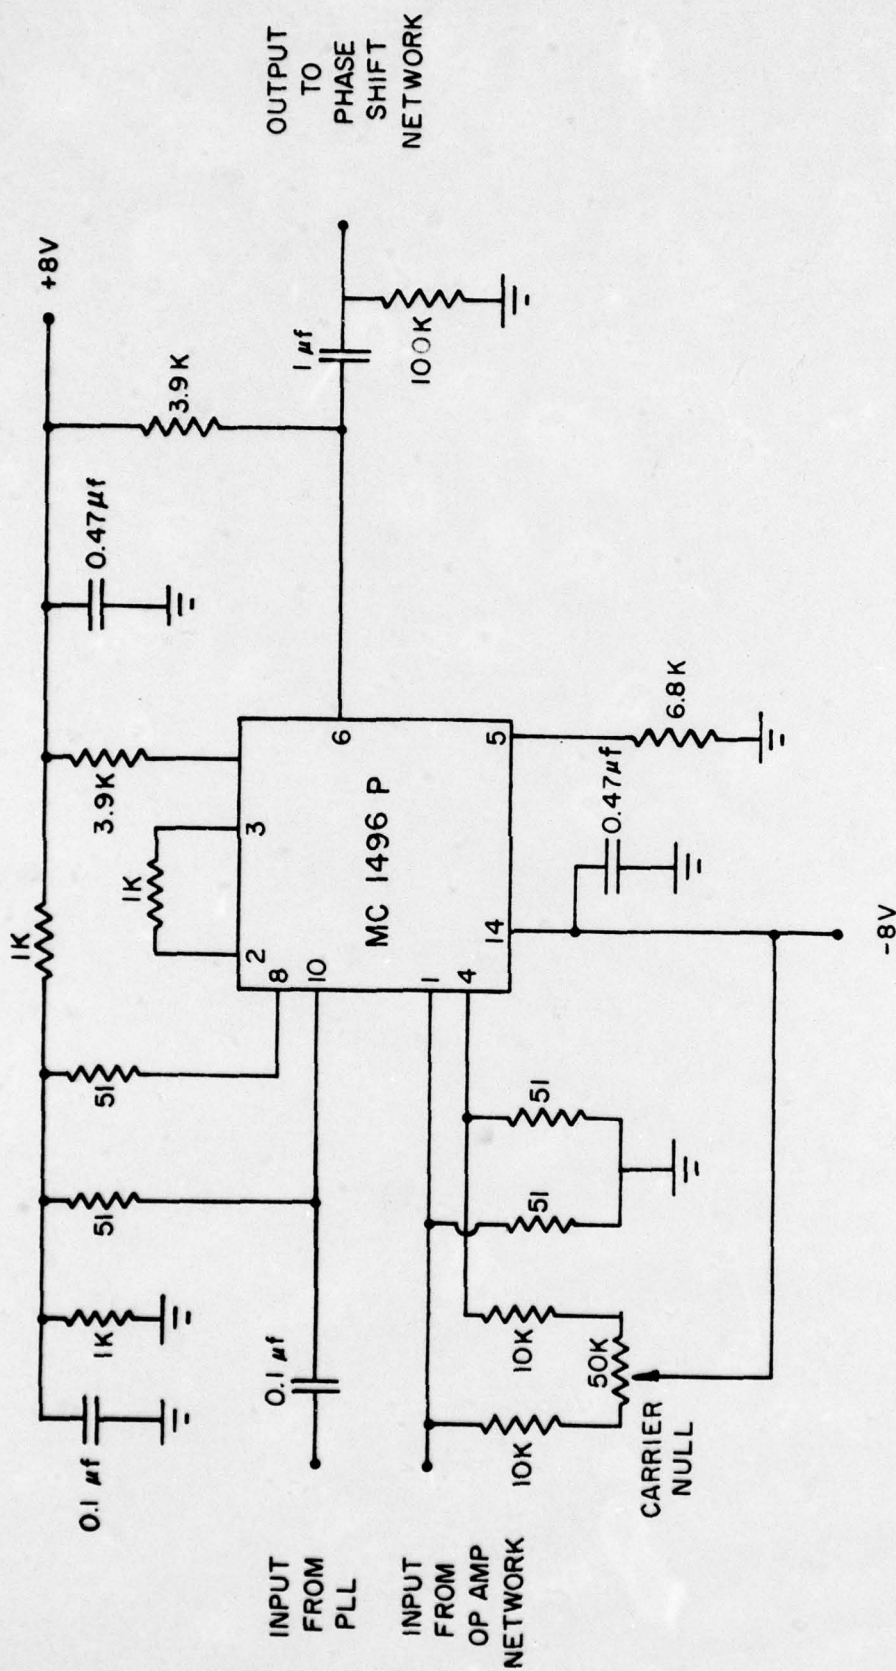 1K
+8V
0.1 µf
1K
51
51
3.9K
0.47µf
3.9K
1K
2
3
8
10
6
MC 1496 P
1
4
14
5
INPUT
FROM
PLL
0.1 µf
1 µf
100K
OUTPUT
TO
PHASE
SHIFT
NETWORK
INPUT
FROM
OP AMP
NETWORK
10K
10K
50K
CARRIER
NULL
51
51
0.47µf
6.8K
-8V